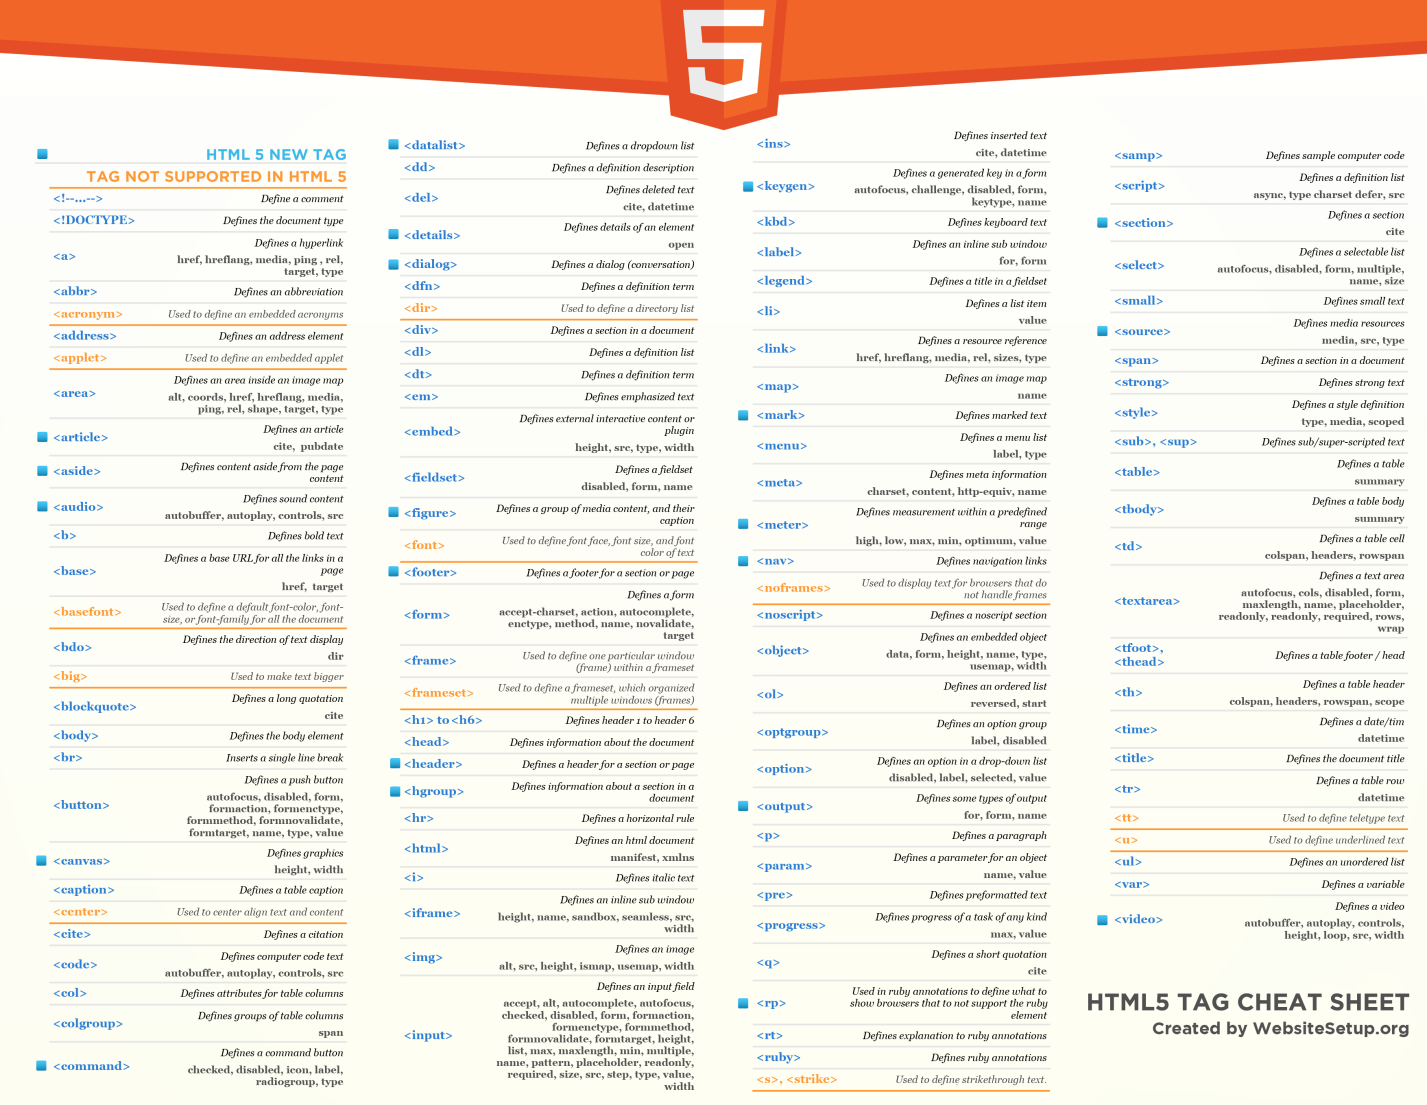 5
HTML 5 NEW TAG
TAG NOT SUPPORTED IN HTML 5
<!--...-->
Define a comment
<!DOCTYPE>
Defines the document type
<a>
Defines a hyperlink
href, hreflang, media, ping , rel,
target, type
<abbr>
Defines an abbreviation
<acronym>
Used to define an embedded acronyms
<address>
Defines an address element
<applet>
Used to define an embedded applet
<area>
Defines an area inside an image map
alt, coords, href, hreflang, media,
ping, rel, shape, target, type
<article>
Defines an article
cite,  pubdate
<aside>
Defines content aside from the page
content
<audio>
Defines sound content
autobuffer, autoplay, controls, src
<b>
Defines bold text
<base>
Defines a base URL for all the links in a
page
href,  target
<basefont>
Used to define a default font-color, font-
size, or font-family for all the document
<bdo>
Defines the direction of text display
dir
<big>
Used to make text bigger
<blockquote>
Defines a long quotation
cite
<body>
Defines the body element
<br>
Inserts a single line break
<button>
Defines a push button
autofocus, disabled, form,
formaction, formenctype,
formmethod, formnovalidate,
formtarget, name, type, value
<canvas>
Defines graphics
height, width
<caption>
Defines a table caption
<center>
Used to center align text and content
<cite>
Defines a citation
<code>
Defines computer code text
autobuffer, autoplay, controls, src
<col>
Defines attributes for table columns
<colgroup>
Defines groups of table columns
span
<command>
Defines a command button
checked, disabled, icon, label,
radiogroup, type
<datalist>
Defines a dropdown list
<dd>
Defines a definition description
<del>
Defines deleted text
cite, datetime
<details>
Defines details of an element
open
<dialog>
Defines a dialog (conversation)
<dfn>
Defines a definition term
<dir>
Used to define a directory list
<div>
Defines a section in a document
<dl>
Defines a definition list
<dt>
Defines a definition term
<em>
Defines emphasized text
<embed>
Defines external interactive content or
plugin
height, src, type, width
<fieldset>
Defines a fieldset
disabled, form, name
<figure>
Defines a group of media content, and their
caption
<font>
Used to define font face, font size, and font
color of text
<footer>
Defines a footer for a section or page
<form>
Defines a form
accept-charset, action, autocomplete,
enctype, method, name, novalidate,
target
<frame>
Used to define one particular window
(frame) within a frameset
<frameset>
Used to define a frameset, which organized
multiple windows (frames)
<h1> to <h6>
Defines header 1 to header 6
<head>
Defines information about the document
<header>
Defines a header for a section or page
<hgroup>
Defines information about a section in a
document
<hr>
Defines a horizontal rule
<html>
Defines an html document
manifest, xmlns
<i>
Defines italic text
<iframe>
Defines an inline sub window
height, name, sandbox, seamless, src,
width
<img>
Defines an image
alt, src, height, ismap, usemap, width
<input>
Defines an input field
accept, alt, autocomplete, autofocus,
checked, disabled, form, formaction,
formenctype, formmethod,
formnovalidate, formtarget, height,
list, max, maxlength, min, multiple,
name, pattern, placeholder, readonly,
required, size, src, step, type, value,
width
<ins>
Defines inserted text
cite, datetime
<keygen>
Defines a generated key in a form
autofocus, challenge, disabled, form,
keytype, name
<kbd>
Defines keyboard text
<label>
Defines an inline sub window
for, form
<legend>
Defines a title in a fieldset
<li>
Defines a list item
value
<link>
Defines a resource reference
href, hreflang, media, rel, sizes, type
<map>
Defines an image map
name
<mark>
Defines marked text
<menu>
Defines a menu list
label, type
<meta>
Defines meta information
charset, content, http-equiv, name
<meter>
Defines measurement within a predefined
range
high, low, max, min, optimum, value
<nav>
Defines navigation links
<noframes>
Used to display text for browsers that do
not handle frames
<noscript>
Defines a noscript section
<object>
Defines an embedded object
data, form, height, name, type,
usemap, width
<ol>
Defines an ordered list
reversed, start
<optgroup>
Defines an option group
label, disabled
<option>
Defines an option in a drop-down list
disabled, label, selected, value
<output>
Defines some types of output
for, form, name
<p>
Defines a paragraph
<param>
Defines a parameter for an object
name, value
<pre>
Defines preformatted text
<progress>
Defines progress of a task of any kind
max, value
<q>
Defines a short quotation
cite
<rp>
Used in ruby annotations to define what to
show browsers that to not support the ruby
element
<rt>
Defines explanation to ruby annotations
<ruby>
Defines ruby annotations
<s>, <strike>
Used to define strikethrough text.
<samp>
Defines sample computer code
<script>
Defines a definition list
async, type charset defer, src
<section>
Defines a section
cite
<select>
Defines a selectable list
autofocus, disabled, form, multiple,
name, size
<small>
Defines small text
<source>
Defines media resources
media, src, type
<span>
Defines a section in a document
<strong>
Defines strong text
<style>
Defines a style definition
type, media, scoped
<sub>, <sup>
Defines sub/super-scripted text
<table>
Defines a table
summary
<tbody>
Defines a table body
summary
<td>
Defines a table cell
colspan, headers, rowspan
<textarea>
Defines a text area
autofocus, cols, disabled, form,
maxlength, name, placeholder,
readonly, readonly, required, rows,
wrap
<tfoot>,
<thead>
Defines a table footer / head
<th>
Defines a table header
colspan, headers, rowspan, scope
<time>
Defines a date/tim
datetime
<title>
Defines the document title
<tr>
Defines a table row
datetime
<tt>
Used to define teletype text
<u>
Used to define underlined text
<ul>
Defines an unordered list
<var>
Defines a variable
<video>
Defines a video
autobuffer, autoplay, controls,
height, loop, src, width
HTML5 TAG CHEAT SHEET
Created by WebsiteSetup.org